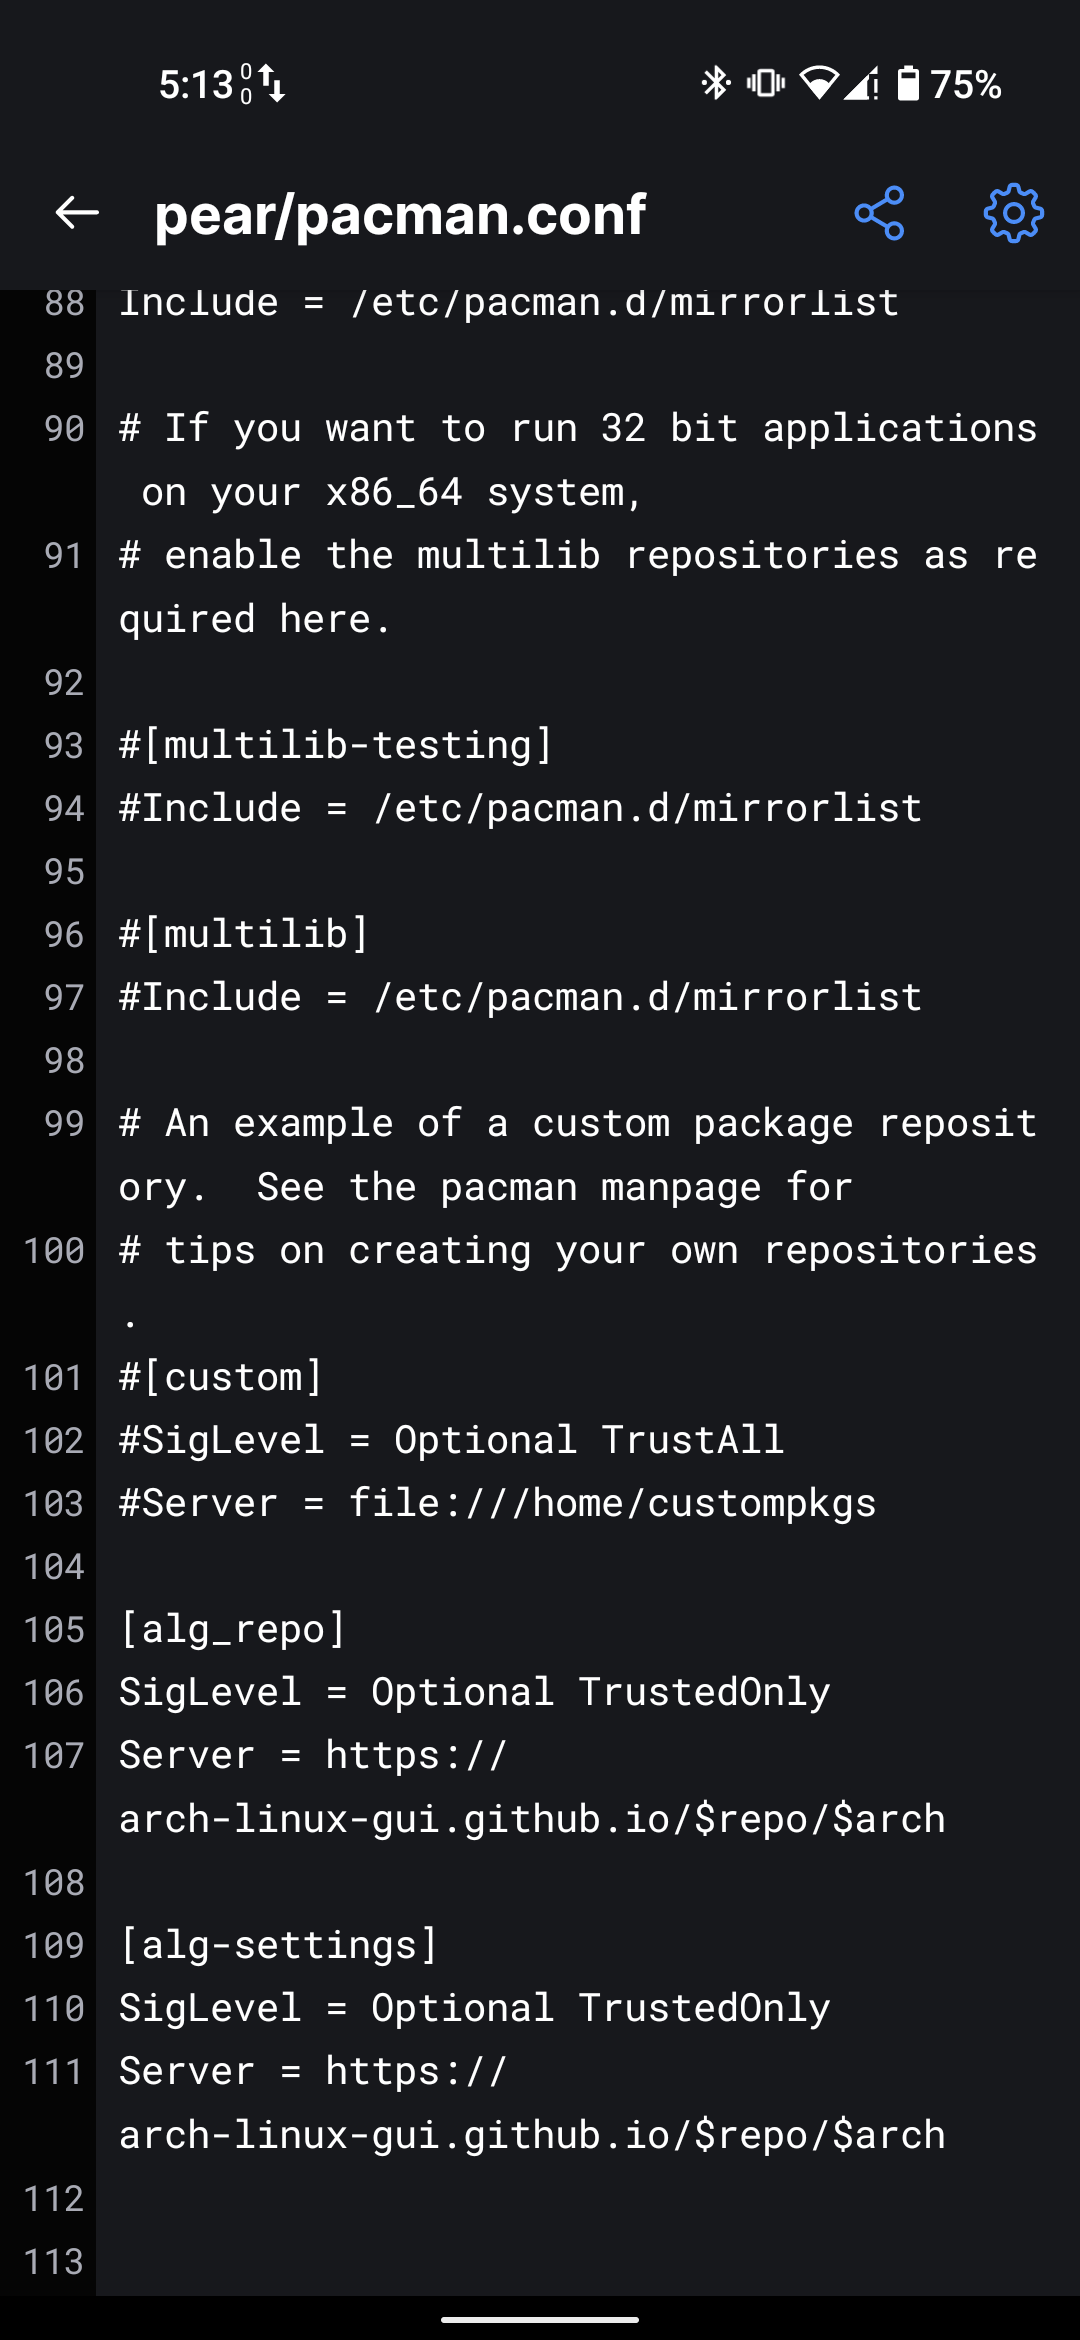 5:13 0 0 75%
pear/pacman.conf
88 Include = /etc/pacman.d/mirrorlist
89
90 # If you want to run 32 bit applications
on your x86_64 system,
91 # enable the multilib repositories as re
quired here.
92
93 #[multilib-testing]
94 #Include = /etc/pacman.d/mirrorlist
95
96 #[multilib]
97 #Include = /etc/pacman.d/mirrorlist
98
99 # An example of a custom package reposit
ory.  See the pacman manpage for
100 # tips on creating your own repositories
.
101 #[custom]
102 #SigLevel = Optional TrustAll
103 #Server = file:///home/custompkgs
104
105 [alg_repo]
106 SigLevel = Optional TrustedOnly
107 Server = https://
arch-linux-gui.github.io/$repo/$arch
108
109 [alg-settings]
110 SigLevel = Optional TrustedOnly
111 Server = https://
arch-linux-gui.github.io/$repo/$arch
112
113